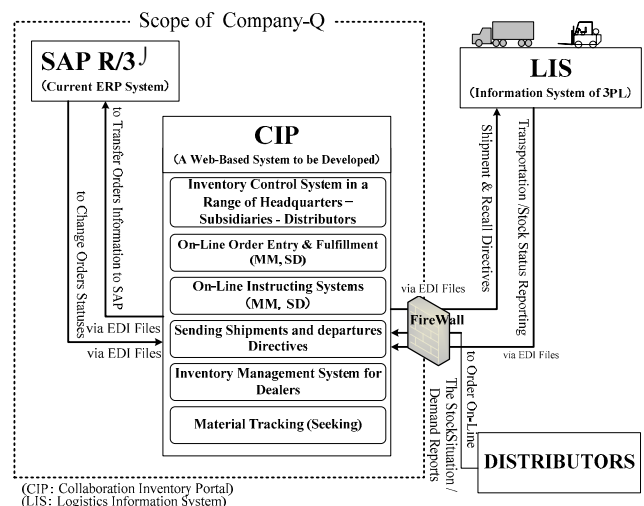 Scope of Company-Q
SAP R/3
(Current ERP System)
LIS
(Information System of 3PL)
to Transfer Orders Information to SAP
to Change Orders Statuses
via EDI Files
via EDI Files
CIP
(A Web-Based System to be Developed)
Inventory Control System in a
Range of Headquarters –
Subsidiaries - Distributors
On-Line Order Entry & Fulfillment
(MM, SD)
On-Line Instructing Systems
(MM, SD)
Sending Shipments and departures
Directives
Inventory Management System for
Dealers
Material Tracking (Seeking)
via EDI Files
FireWall
Shipment & Recall Directives
Transportation /Stock Status Reporting
via EDI Files
to Order On-Line
The StockSituation /
Demand Reports
DISTRIBUTORS
(CIP: Collaboration Inventory Portal)
(LIS: Logistics Information System)